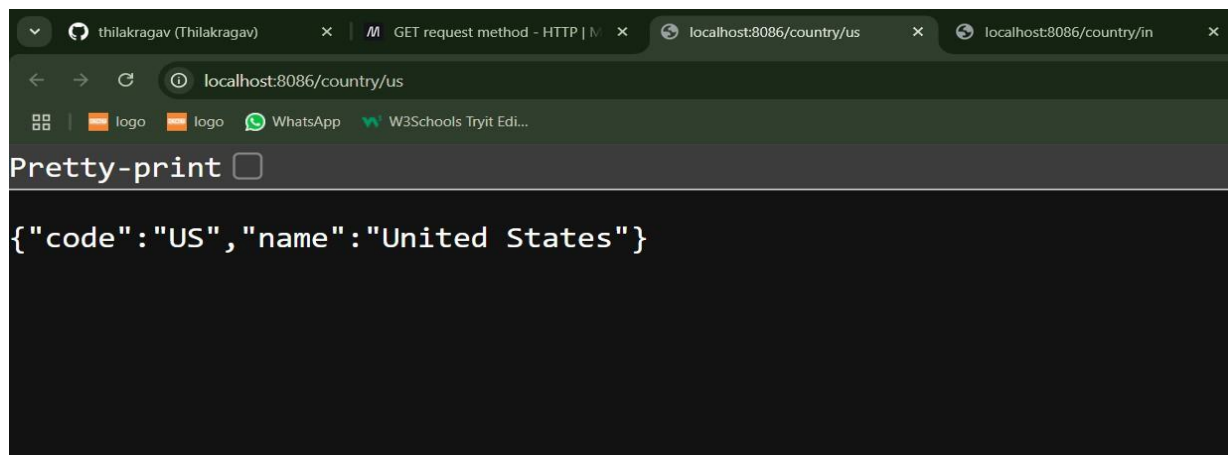 thilakragav (Thilakragav) GET request method - HTTP | M localhost:8086/country/us localhost:8086/country/in
localhost:8086/country/us
logo logo WhatsApp W3Schools Tryit Edi...
Pretty-print
{"code":"US","name":"United States"}